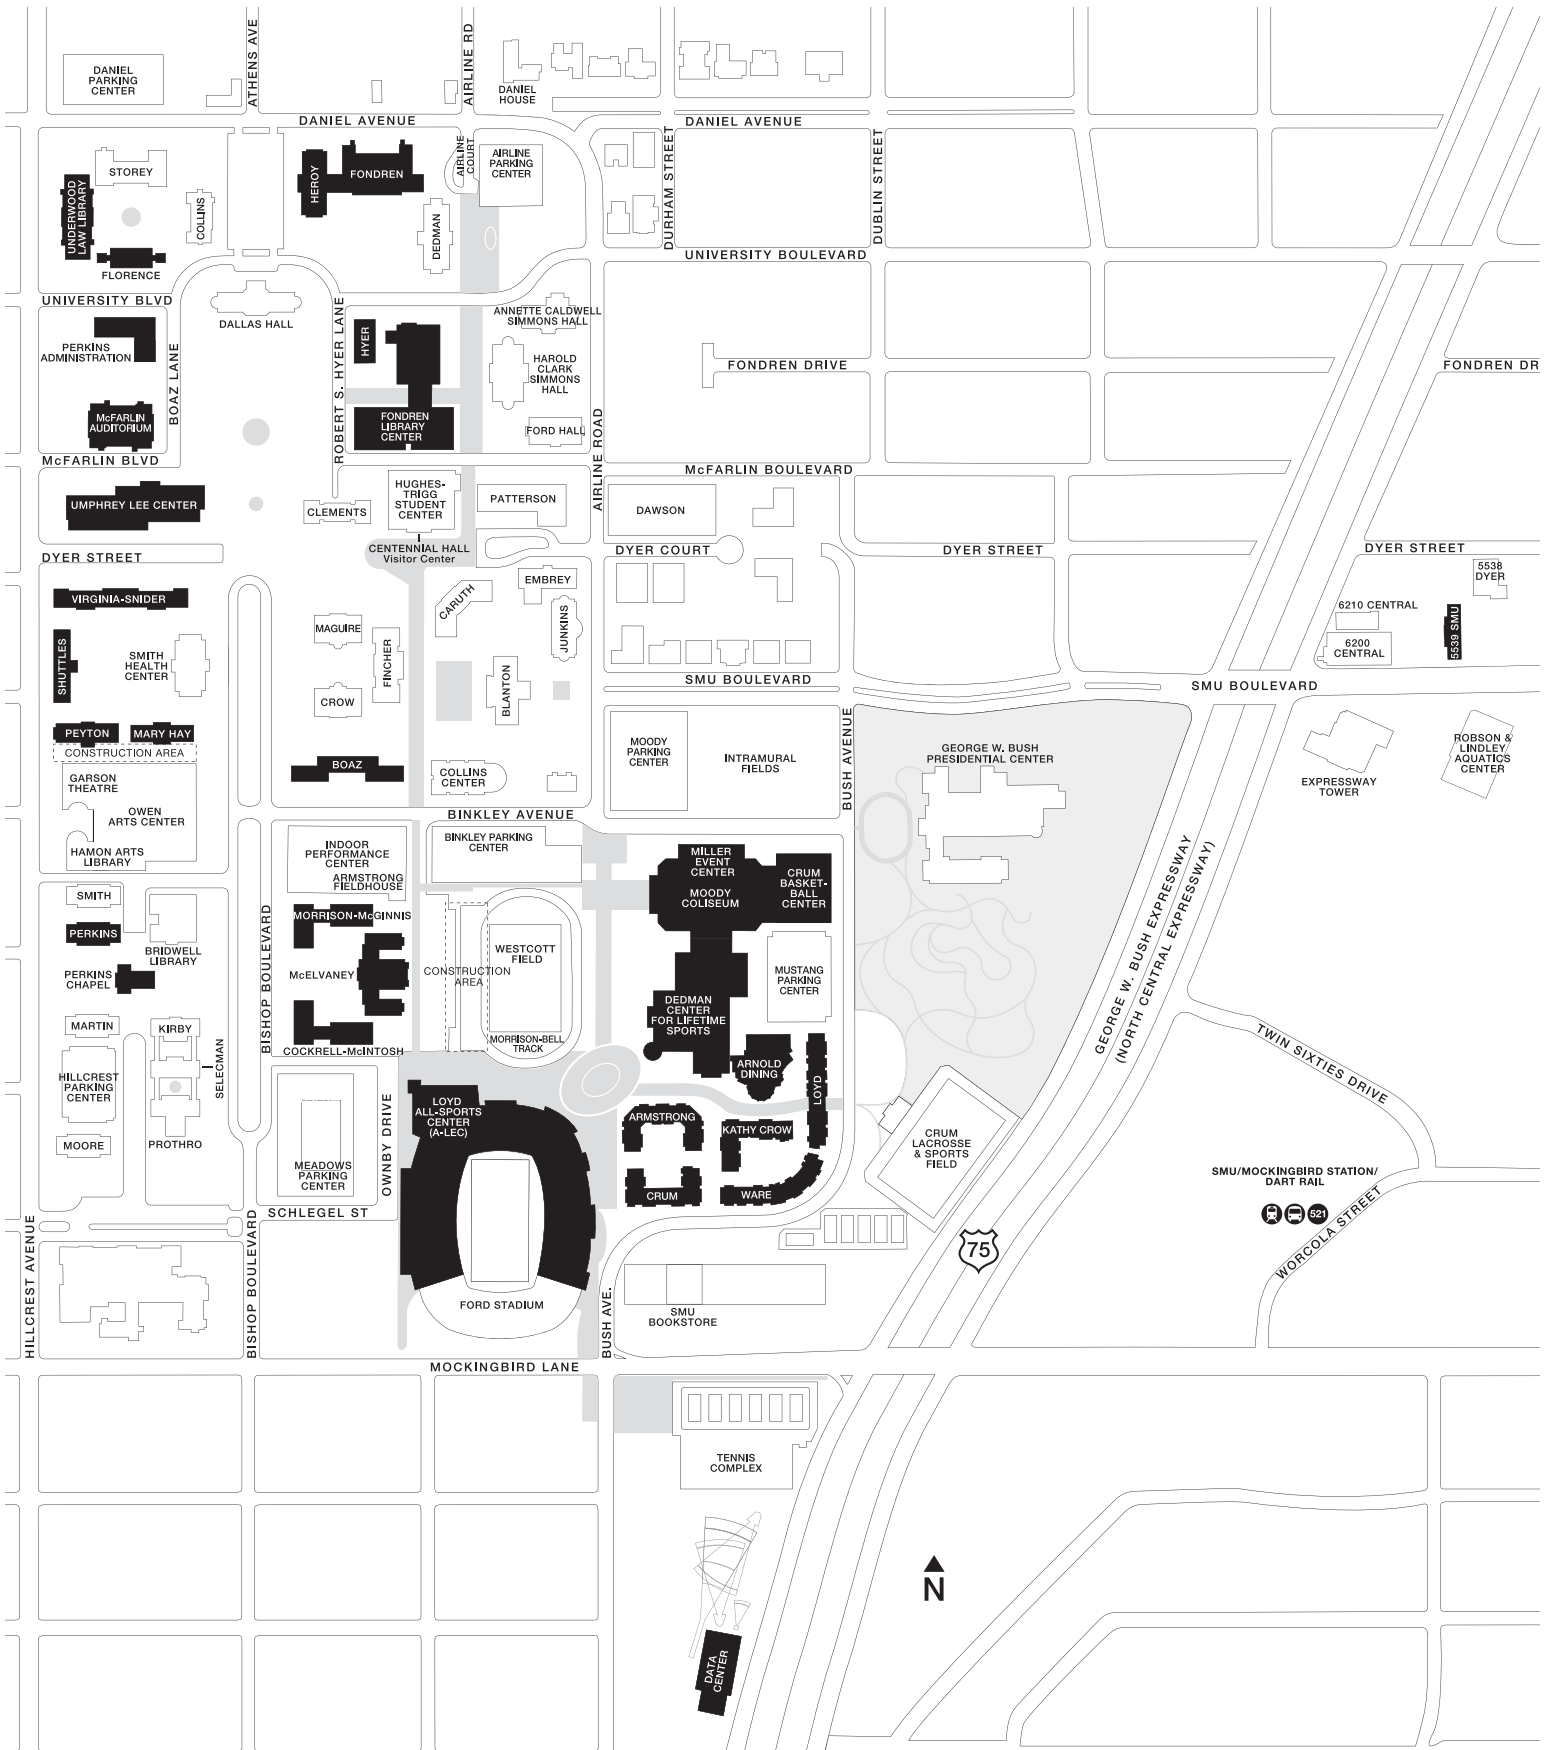 DANIEL
PARKING
CENTER
ATHENS AVE
AIRLINE RD
DANIEL
HOUSE
DANIEL AVENUE
DANIEL AVENUE
STOREY
UNDERWOOD
LAW LIBRARY
COLLINS
FLORENCE
HEROY
FONDREN
AIRLINE
COURT
AIRLINE
PARKING
CENTER
DEDMAN
DURHAM STREET
DUBLIN STREET
UNIVERSITY BOULEVARD
UNIVERSITY BLVD
DALLAS HALL
PERKINS
ADMINISTRATION
BOAZ LANE
ROBERT S. HYER LANE
HYER
ANNETTE CALDWELL
SIMMONS HALL
HAROLD
CLARK
SIMMONS
HALL
FONDREN DRIVE
FONDREN DR
McFARLIN
AUDITORIUM
FONDREN
LIBRARY
CENTER
FORD HALL
AIRLINE ROAD
McFARLIN BLVD
McFARLIN BOULEVARD
UMPHREY LEE CENTER
CLEMENTS
HUGHES-
TRIGG
STUDENT
CENTER
PATTERSON
DAWSON
CENTENNIAL HALL
Visitor Center
DYER STREET
DYER COURT
DYER STREET
DYER STREET
5538
DYER
VIRGINIA-SNIDER
CARUTH
EMBREY
JUNKINS
6210 CENTRAL
6200
CENTRAL
5539 SMU
SHUTTLES
SMITH
HEALTH
CENTER
MAGUIRE
FINCHER
CROW
BLANTON
SMU BOULEVARD
SMU BOULEVARD
PEYTON
MARY HAY
CONSTRUCTION AREA
BOAZ
COLLINS
CENTER
MOODY
PARKING
CENTER
INTRAMURAL
FIELDS
BUSH AVENUE
GEORGE W. BUSH
PRESIDENTIAL CENTER
EXPRESSWAY
TOWER
ROBSON &
LINDLEY
AQUATICS
CENTER
GARSON
THEATRE
OWEN
ARTS CENTER
HAMON ARTS
LIBRARY
BINKLEY AVENUE
INDOOR
PERFORMANCE
CENTER
ARMSTRONG
FIELDHOUSE
BINKLEY PARKING
CENTER
MILLER
EVENT
CENTER
MOODY
COLISEUM
CRUM
BASKET-
BALL
CENTER
GEORGE W. BUSH EXPRESSWAY
(NORTH CENTRAL EXPRESSWAY)
SMITH
PERKINS
BRIDWELL
LIBRARY
PERKINS
CHAPEL
BISHOP BOULEVARD
MORRISON-McGINNIS
McELVANEY
COCKRELL-McINTOSH
CONSTRUCTION
AREA
WESTCOTT
FIELD
MORRISON-BELL
TRACK
MUSTANG
PARKING
CENTER
DEDMAN
CENTER
FOR LIFETIME
SPORTS
MARTIN
KIRBY
SELECMAN
HILLCREST
PARKING
CENTER
MOORE
PROTHRO
MEADOWS
PARKING
CENTER
OWNBY DRIVE
LOYD
ALL-SPORTS
CENTER
(A-LEC)
ARNOLD
DINING
LOYD
ARMSTRONG
KATHY CROW
CRUM
WARE
CRUM
LACROSSE
& SPORTS
FIELD
TWIN SIXTIES DRIVE
SMU/MOCKINGBIRD STATION/
DART RAIL
521
WORCOLA STREET
SCHLEGEL ST
HILLCREST AVENUE
BISHOP BOULEVARD
FORD STADIUM
BUSH AVE.
SMU
BOOKSTORE
75
MOCKINGBIRD LANE
TENNIS
COMPLEX
N
DATA
CENTER